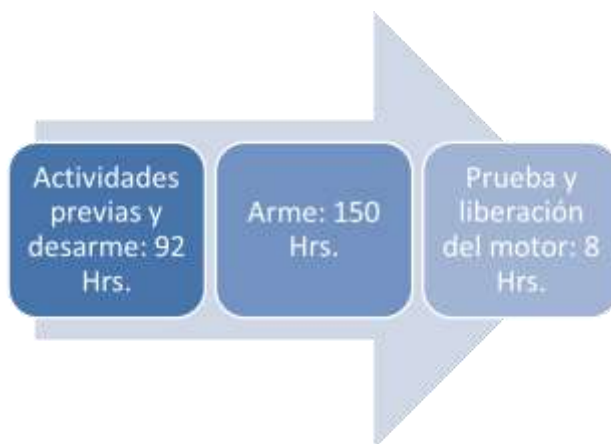 Actividades
previas y
desarme: 92
Hrs.
Arme: 150
Hrs.
Prueba y
liberación
del motor: 8
Hrs.